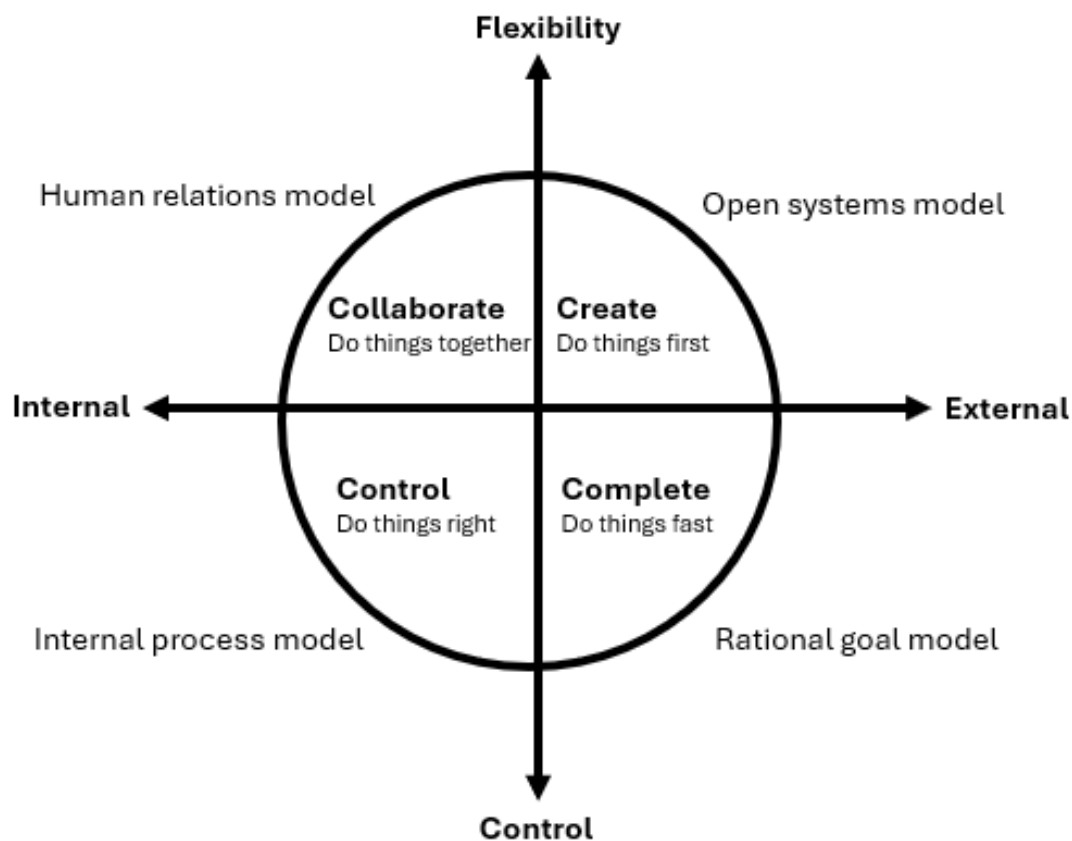 Flexibility
Human relations model
Open systems model
Collaborate
Do things together
Create
Do things first
Internal
External
Control
Do things right
Complete
Do things fast
Internal process model
Rational goal model
Control